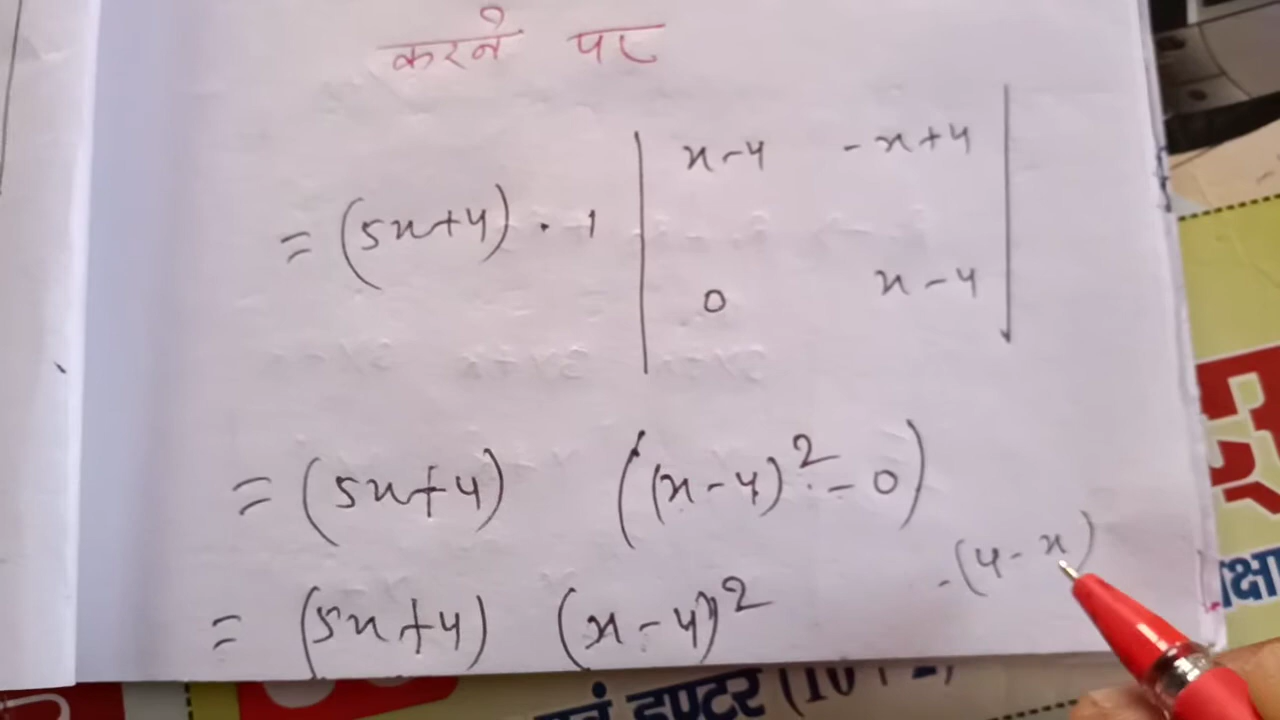 करने पर
= (5x+4) · 1 | x-4 -x+4 |
0 x-4
= (5x+4) ((x-4)² - 0)
-(4-x)
= (5x+4) (x-4)²